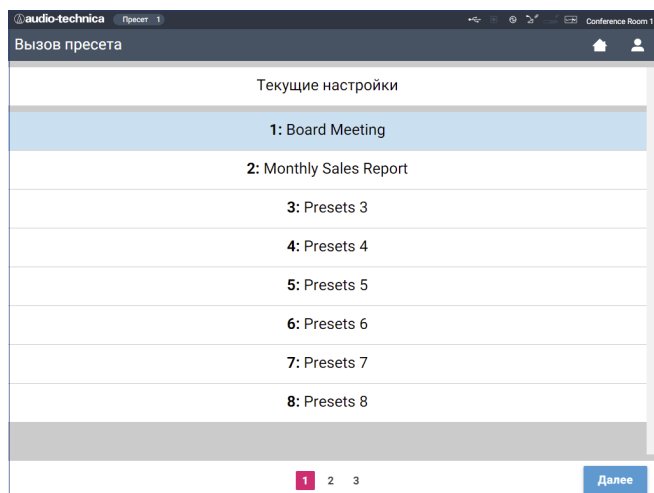 audio-technica Пресет 1 Conference Room 1
Вызов пресета
Текущие настройки
1: Board Meeting
2: Monthly Sales Report
3: Presets 3
4: Presets 4
5: Presets 5
6: Presets 6
7: Presets 7
8: Presets 8
1 2 3 Далее